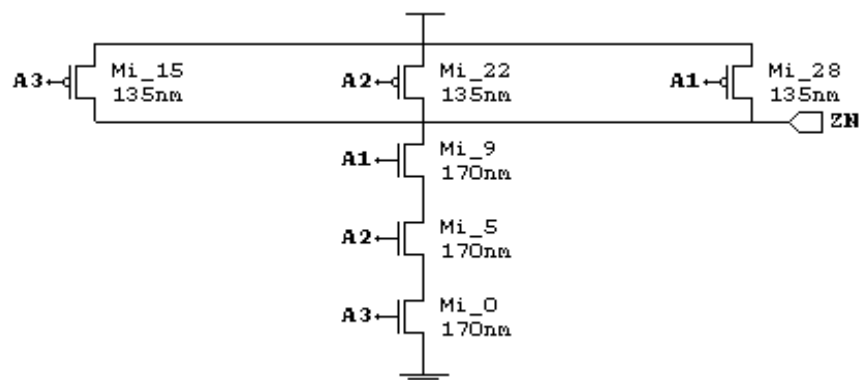 A3 Mi_15 135nm
A2 Mi_22 135nm
A1 Mi_28 135nm
ZN
A1 Mi_9 170nm
A2 Mi_5 170nm
A3 Mi_0 170nm